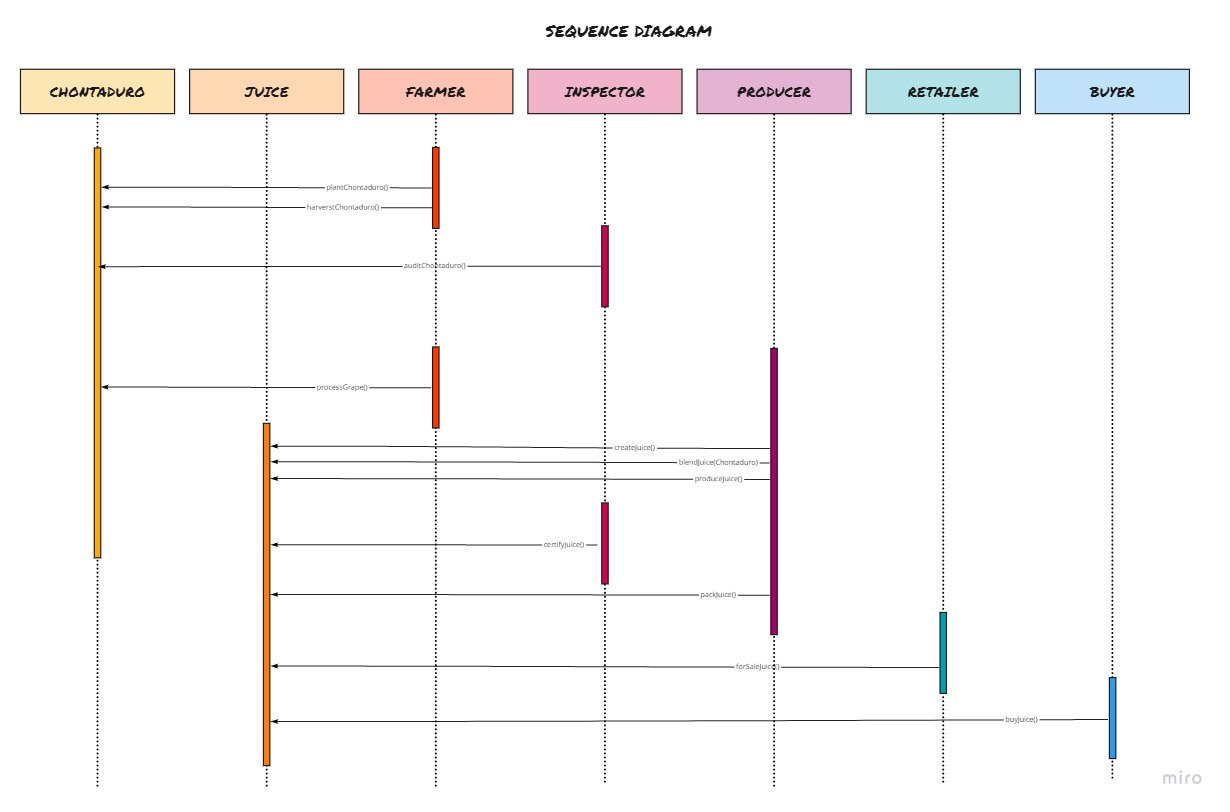 SEQUENCE DIAGRAM
CHONTADURO
JUICE
FARMER
INSPECTOR
PRODUCER
RETAILER
BUYER
plantChontaduro()
harverstChontaduro()
auditChontaduro()
processGrape()
createJuice()
blendJuice(Chontaduro)
produceJuice()
certifyJuice()
packJuice()
forSaleJuice()
buyJuice()
miro